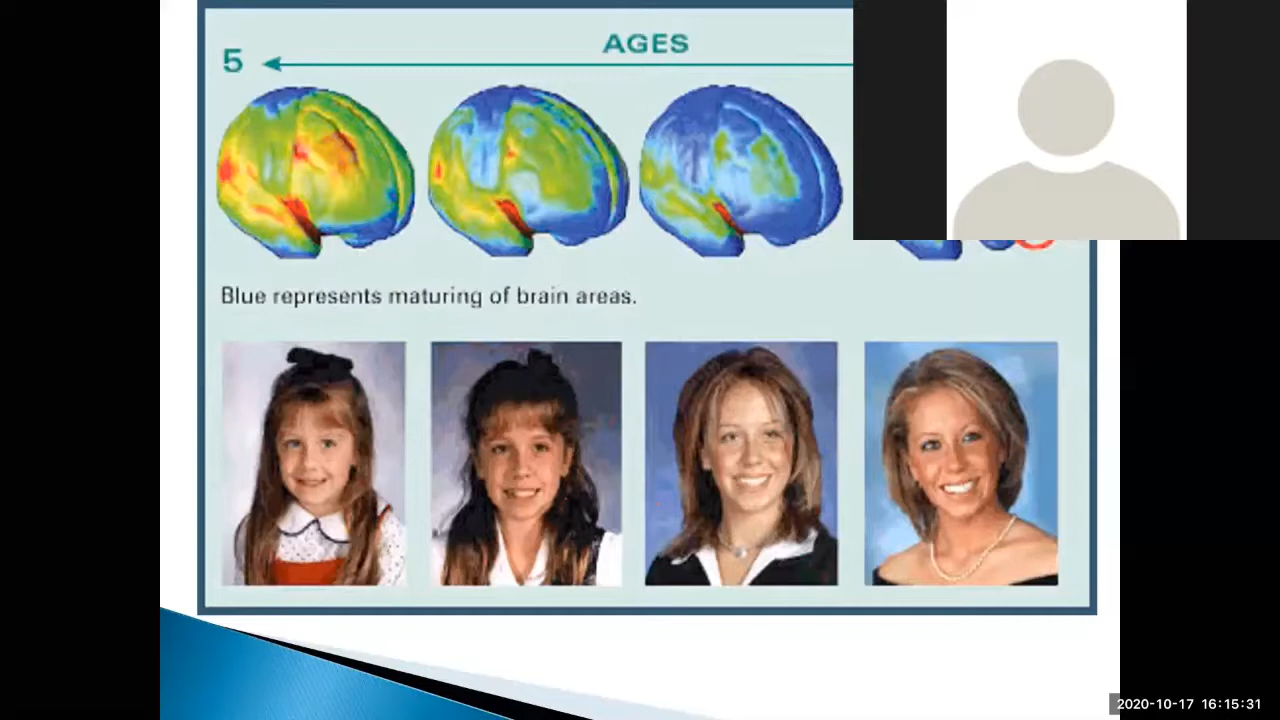 AGES
5
Blue represents maturing of brain areas.
2020-10-17 16:15:31